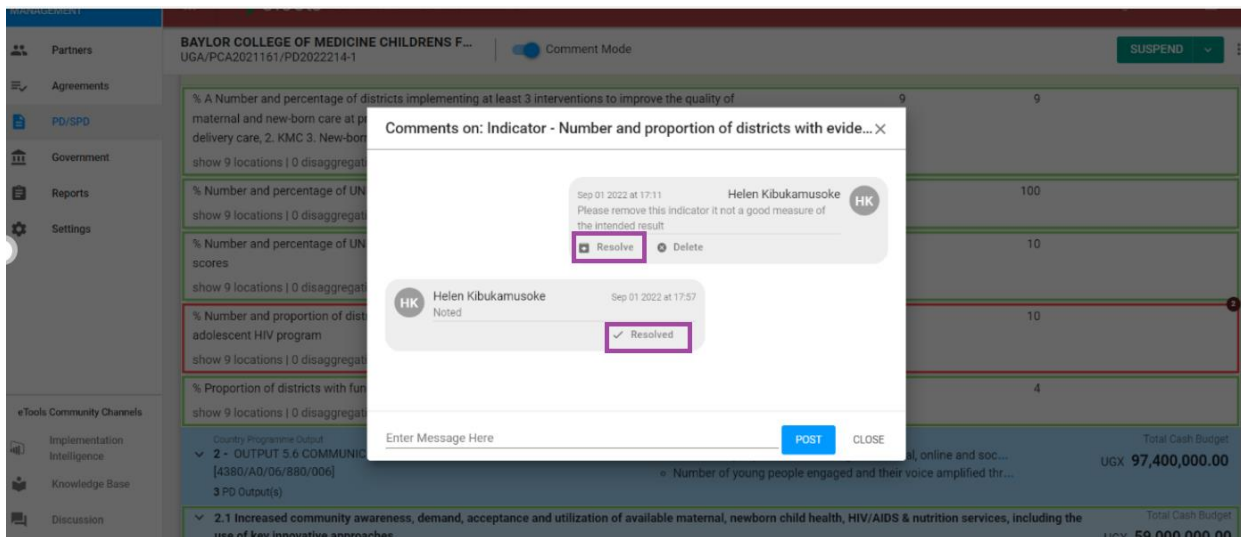 MANAGEMENT
Partners
Agreements
PD/SPD
Government
Reports
Settings
eTools Community Channels
Implementation
Intelligence
Knowledge Base
Discussion
BAYLOR COLLEGE OF MEDICINE CHILDRENS F...
UGA/PCA2021161/PD2022214-1
Comment Mode
SUSPEND
% A Number and percentage of districts implementing at least 3 interventions to improve the quality of
9 9
maternal and new-born care at
delivery care, 2. KMC 3. New-born
show 9 locations | 0 disaggregati
% Number and percentage of UN
100
show 9 locations | 0 disaggregati
% Number and percentage of UN
10
scores
show 9 locations | 0 disaggregati
% Number and proportion of dist
10
adolescent HIV program
show 9 locations | 0 disaggregati
% Proportion of districts with fun
4
show 9 locations | 0 disaggregati
Comments on: Indicator - Number and proportion of districts with evide...
Sep 01 2022 at 17:11 Helen Kibukamusoke
HK
Please remove this indicator it not a good measure of
the intended result
Resolve Delete
HK
Helen Kibukamusoke Sep 01 2022 at 17:57
Noted
Resolved
Enter Message Here
POST CLOSE
Country Programme Output
2 - OUTPUT 5.6 COMMUNIC
[4380/A0/06/880/006]
3 PD Output(s)
al, online and soc...
Number of young people engaged and their voice amplified thr...
Total Cash Budget
UGX 97,400,000.00
2.1 Increased community awareness, demand, acceptance and utilization of available maternal, newborn child health, HIV/AIDS & nutrition services, including the
use of key innovative approaches
Total Cash Budget
UGX 59,000,000.00